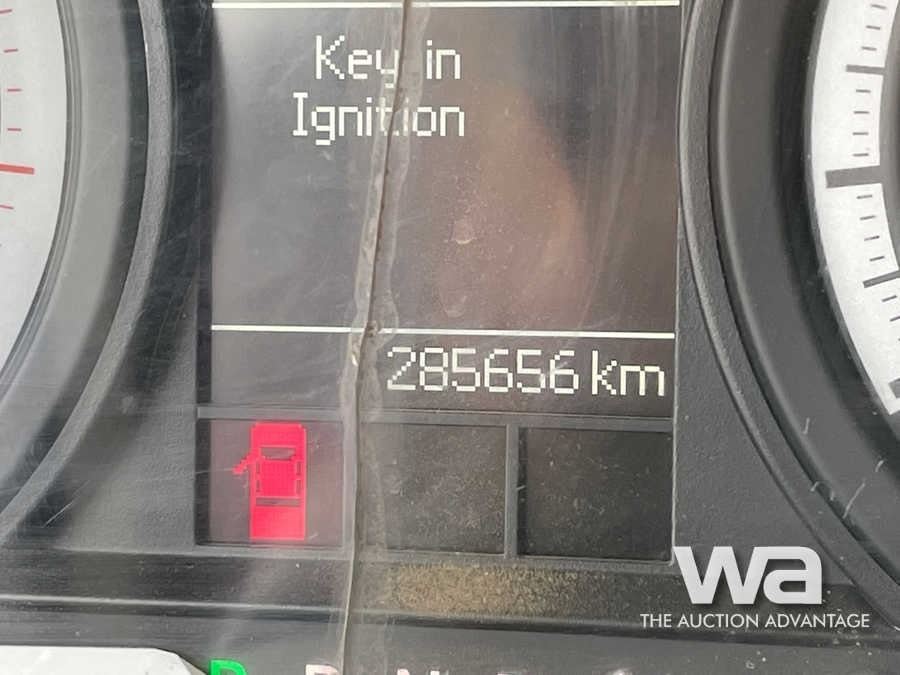 Key in
Ignition
285656 km
wa
THE AUCTION ADVANTAGE